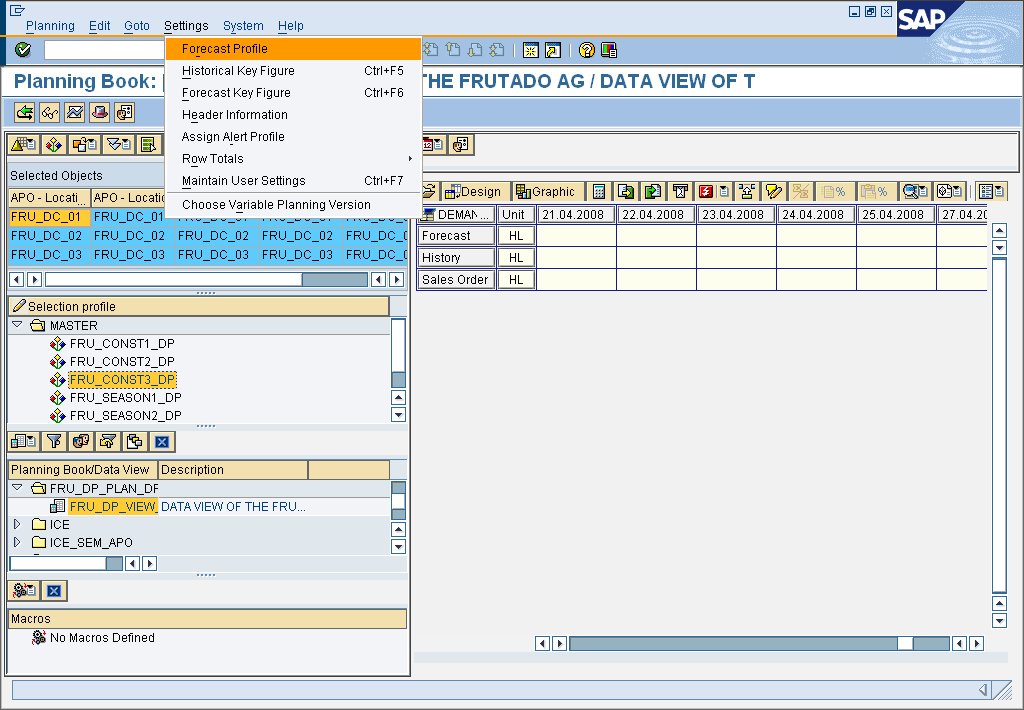 Planning Edit Goto Settings System Help
SAP
Forecast Profile
Historical Key Figure Ctrl+F5
Forecast Key Figure Ctrl+F6
Header Information
Assign Alert Profile
Row Totals
Maintain User Settings Ctrl+F7
Choose Variable Planning Version
Planning Book: THE FRUTADO AG / DATA VIEW OF T
Selected Objects
APO - Locati... APO - Locatio
FRU_DC_01 FRU_DC_01
FRU_DC_02 FRU_DC_02 FRU_DC_02 FRU_DC_02 FRU_DC_0
FRU_DC_03 FRU_DC_03 FRU_DC_03 FRU_DC_03 FRU_DC_0
Selection profile
MASTER
FRU_CONST1_DP
FRU_CONST2_DP
FRU_CONST3_DP
FRU_SEASON1_DP
FRU_SEASON2_DP
Planning Book/Data View Description
FRU_DP_PLAN_DP
FRU_DP_VIEW_ DATA VIEW OF THE FRU...
ICE
ICE_SEM_APO
Macros
No Macros Defined
12
Design Graphic
DEMAN... Unit 21.04.2008 22.04.2008 23.04.2008 24.04.2008 25.04.2008 27.04.20
Forecast HL
History HL
Sales Order HL